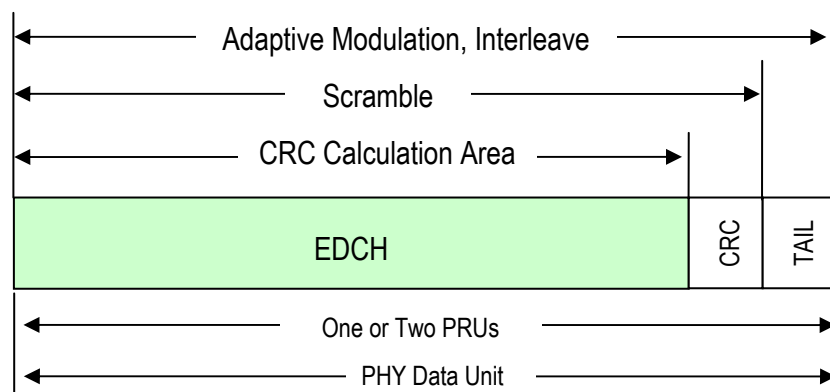 Adaptive Modulation, Interleave
Scramble
CRC Calculation Area
EDCH
CRC
TAIL
One or Two PRUs
PHY Data Unit